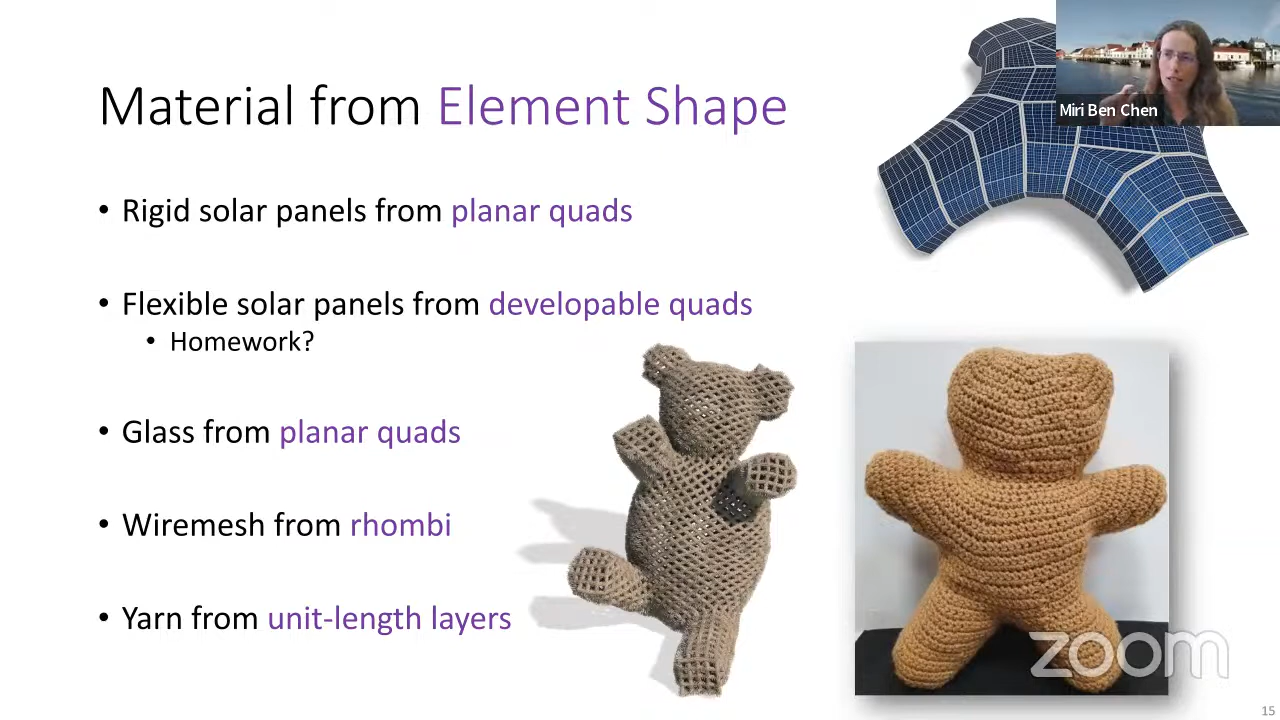 Miri Ben Chen
Material from Element Shape
• Rigid solar panels from planar quads
• Flexible solar panels from developable quads
• Homework?
• Glass from planar quads
• Wiremesh from rhombi
• Yarn from unit-length layers
zoom
15